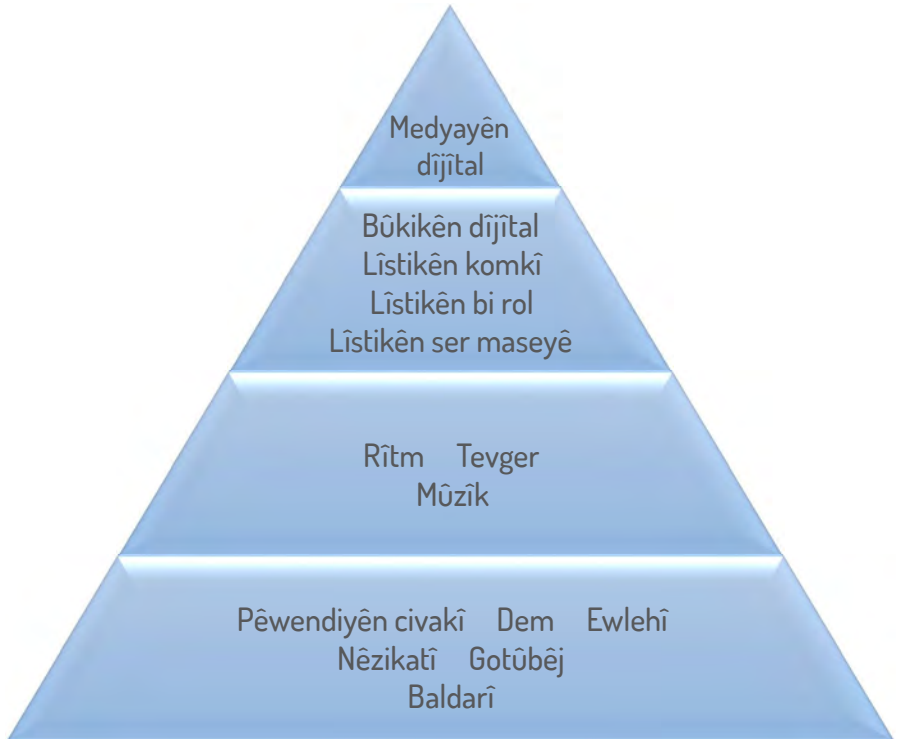 Medyayên
dîjîtal
Bûkikên dîjîtal
Lîstikên komkî
Lîstikên bi rol
Lîstikên ser maseyê
Rîtm Tevger
Mûzîk
Pêwendiyên civakî Dem Ewlehî
Nêzikatî Gotûbêj
Baldarî